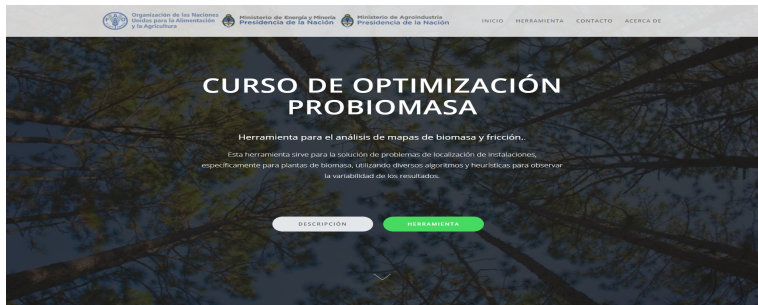 Organización de las Naciones
Unidas para la Alimentación
y la Agricultura
Ministerio de Energía y Minería
Presidencia de la Nación
Ministerio de Agroindustria
Presidencia de la Nación
INICIO HERRAMIENTA CONTACTO ACERCA DE
CURSO DE OPTIMIZACIÓN
PROBIOMASA
Herramienta para el análisis de mapas de biomasa y fricción..
Esta herramienta sirve para la solución de problemas de localización de instalaciones,
específicamente para plantas de biomasa, utilizando diversos algoritmos y heurísticas para observar
la variabilidad de los resultados.
DESCRIPCIÓN HERRAMIENTA